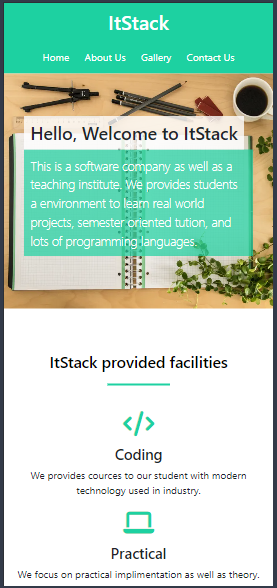 ItStack
Home About Us Gallery Contact Us
Hello, Welcome to ItStack
This is a software company as well as a
teaching institute. We provides students
a environment to learn real world
projects, semester oriented tution, and
lots of programming languages.
ItStack provided facilities
Coding
We provides cources to our student with modern
technology used in industry.
Practical
We focus on practical implimentation as well as theory.